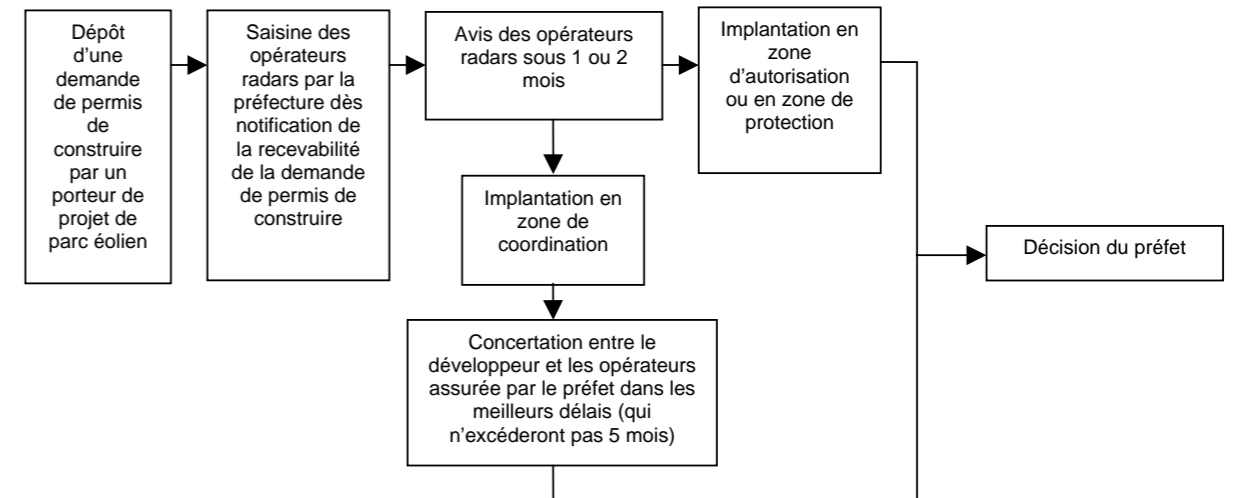 Dépôt
d'une
demande
de permis
de
construire
par un
porteur de
projet de
parc éolien
Saisine des
opérateurs
radars par la
préfecture dès
notification de
la recevabilité
de la demande
de permis de
construire
Avis des opérateurs
radars sous 1 ou 2
mois
Implantation en
zone
d'autorisation
ou en zone de
protection
Implantation en
zone de
coordination
Décision du préfet
Concertation entre le
développeur et les opérateurs
assurée par le préfet dans les
meilleurs délais (qui
n'excéderont pas 5 mois)